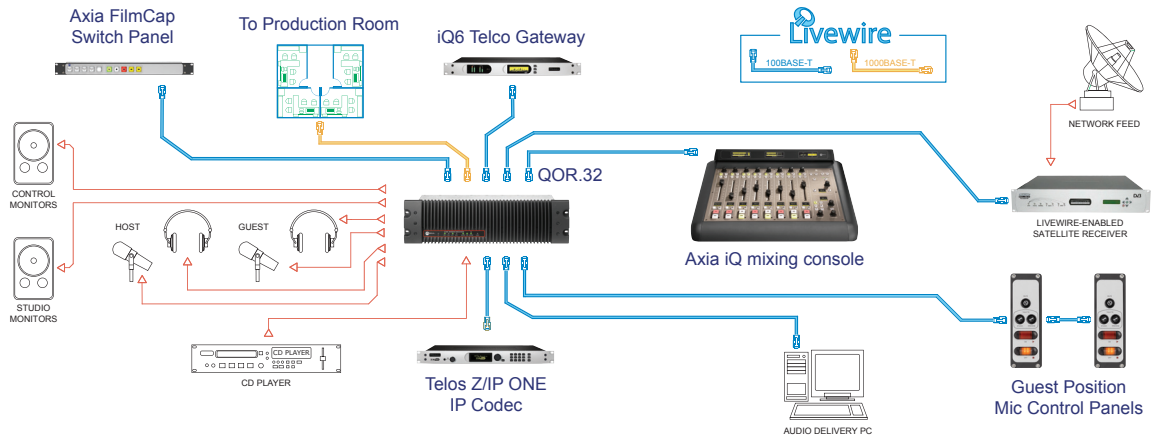 Axia FilmCap
Switch Panel
To Production Room
iQ6 Telco Gateway
Livewire
100BASE-T
1000BASE-T
NETWORK FEED
CONTROL
MONITORS
QOR.32
HOST
GUEST
LIVEWIRE-ENABLED
SATELLITE RECEIVER
Axia iQ mixing console
STUDIO
MONITORS
CD PLAYER
CD PLAYER
Telos Z/IP ONE
IP Codec
AUDIO DELIVERY PC
Guest Position
Mic Control Panels